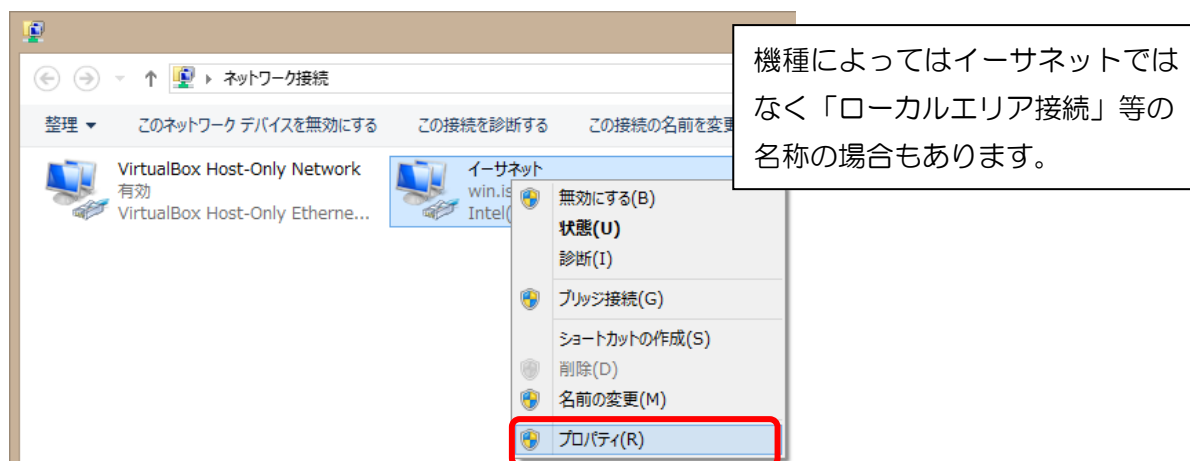 ネットワーク接続
整理 ▼ このネットワーク デバイスを無効にする この接続を診断する この接続の名前を変更
VirtualBox Host-Only Network
有効
VirtualBox Host-Only Etherne...
イーサネット
win.is
Intel(
無効にする(B)
状態(U)
診断(I)
ブリッジ接続(G)
ショートカットの作成(S)
削除(D)
名前の変更(M)
プロパティ(R)
機種によってはイーサネットでは
なく「ローカルエリア接続」等の
名称の場合もあります。